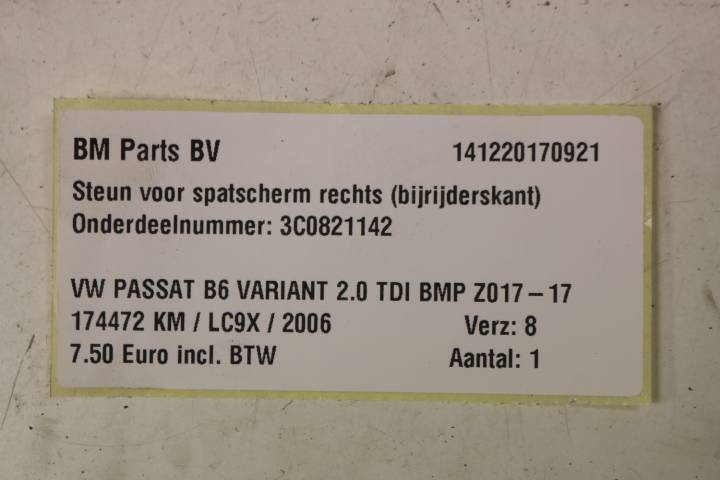 BM Parts BV 141220170921
Steun voor spatscherm rechts (bijrijderskant)
Onderdeelnummer: 3C0821142
VW PASSAT B6 VARIANT 2.0 TDI BMP Z017-17
174472 KM / LC9X / 2006 Verz: 8
7.50 Euro incl. BTW Aantal: 1